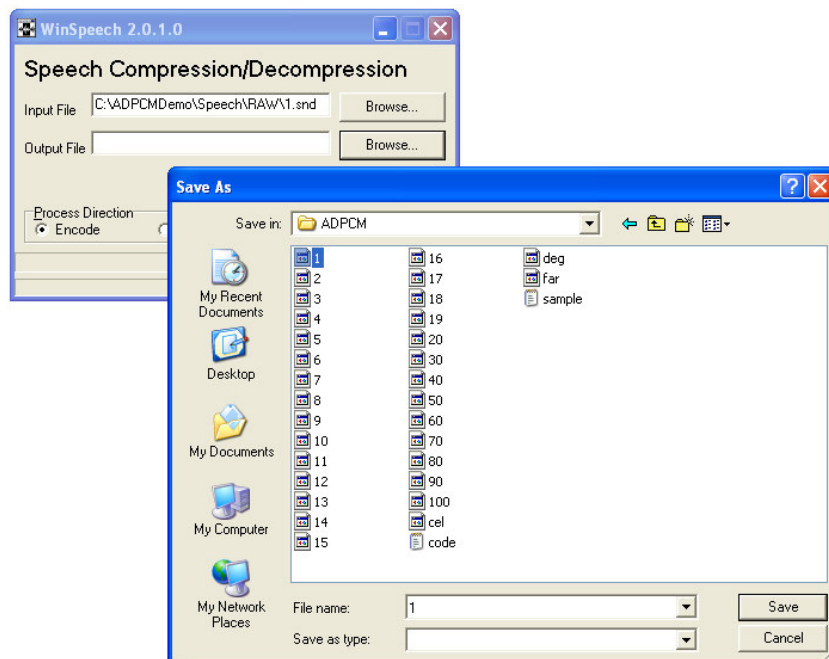 WinSpeech 2.0.1.0
Speech Compression/Decompression
Input File C:\ADPCMDemo\Speech\RAW\1.snd Browse...
Output File Browse...
Process Direction
Encode
Save As
Save in: ADPCM
My Recent Documents
Desktop
My Documents
My Computer
My Network Places
1
2
3
4
5
6
7
8
9
10
11
12
13
14
15
16
17
18
19
20
30
40
50
60
70
80
90
100
cel
code
deg
far
sample
File name: 1 Save
Save as type: Cancel